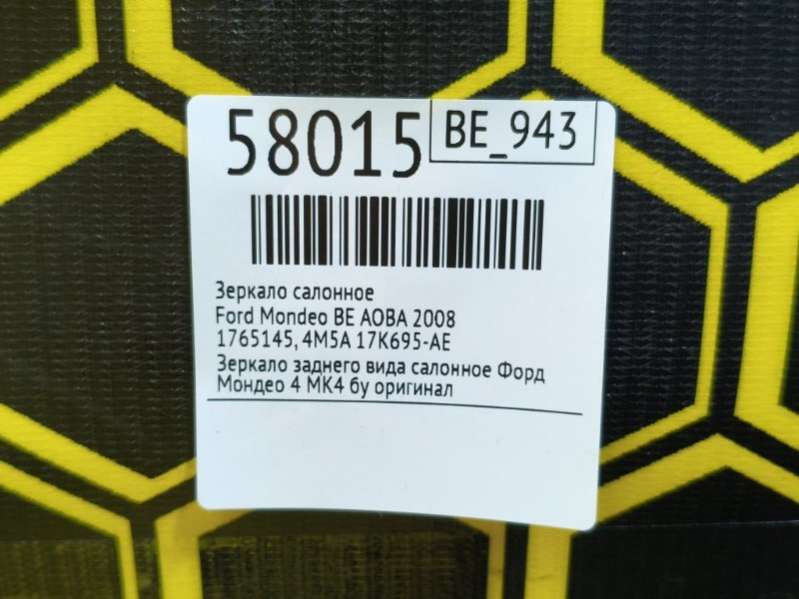 58015 BE_943
Зеркало салонное
Ford Mondeo BE AOBA 2008
1765145, 4M5A 17K695-AE
Зеркало заднего вида салонное Форд
Мондео 4 МК4 бу оригинал